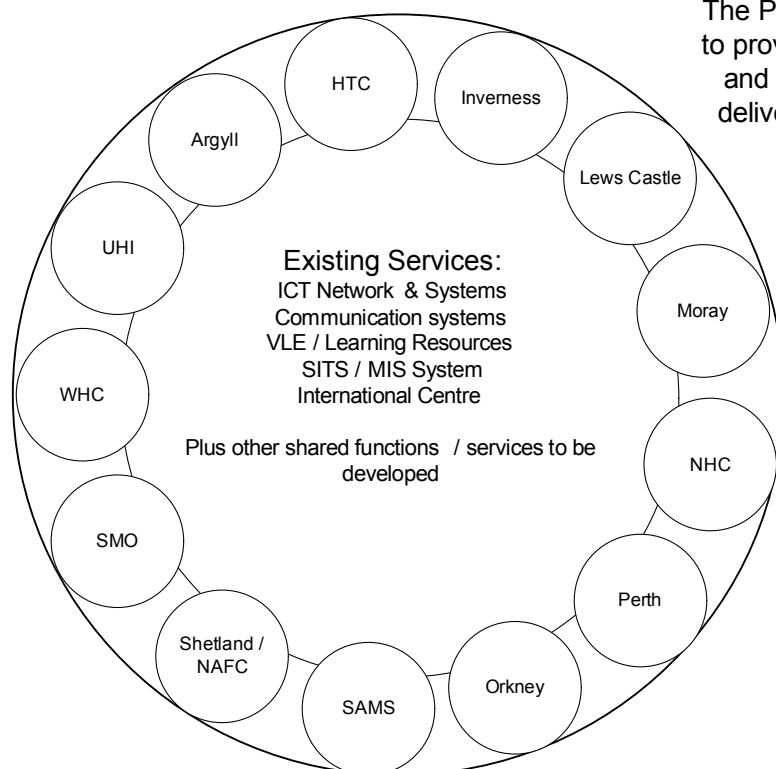 The P
to prov
and
delive
HTC
Inverness
Argyll
Lews Castle
UHI
Moray
Existing Services:
ICT Network & Systems
Communication systems
VLE / Learning Resources
SITS / MIS System
International Centre
WHC
Plus other shared functions / services to be
developed
NHC
SMO
Perth
Shetland /
NAFC
Orkney
SAMS